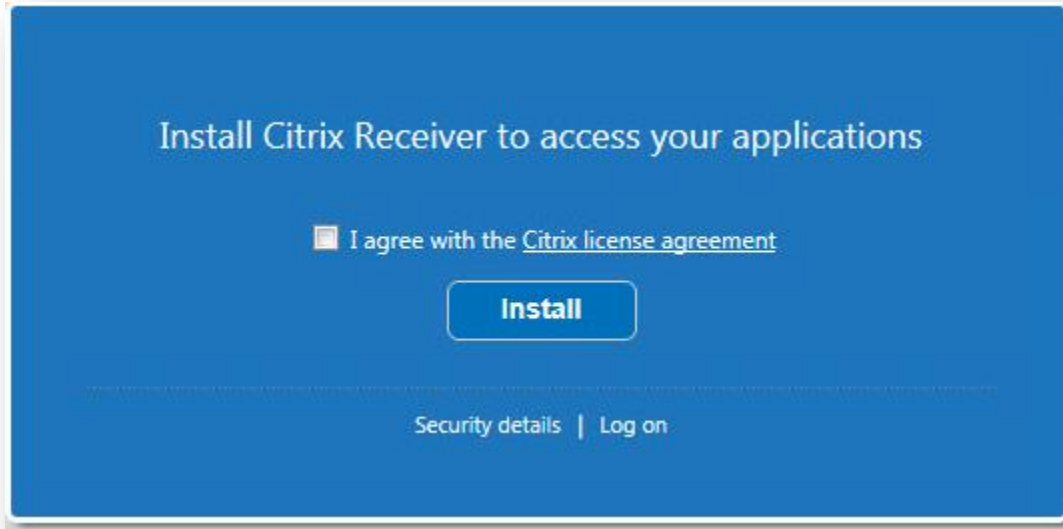 Install Citrix Receiver to access your applications
I agree with the Citrix license agreement
Install
Security details | Log on